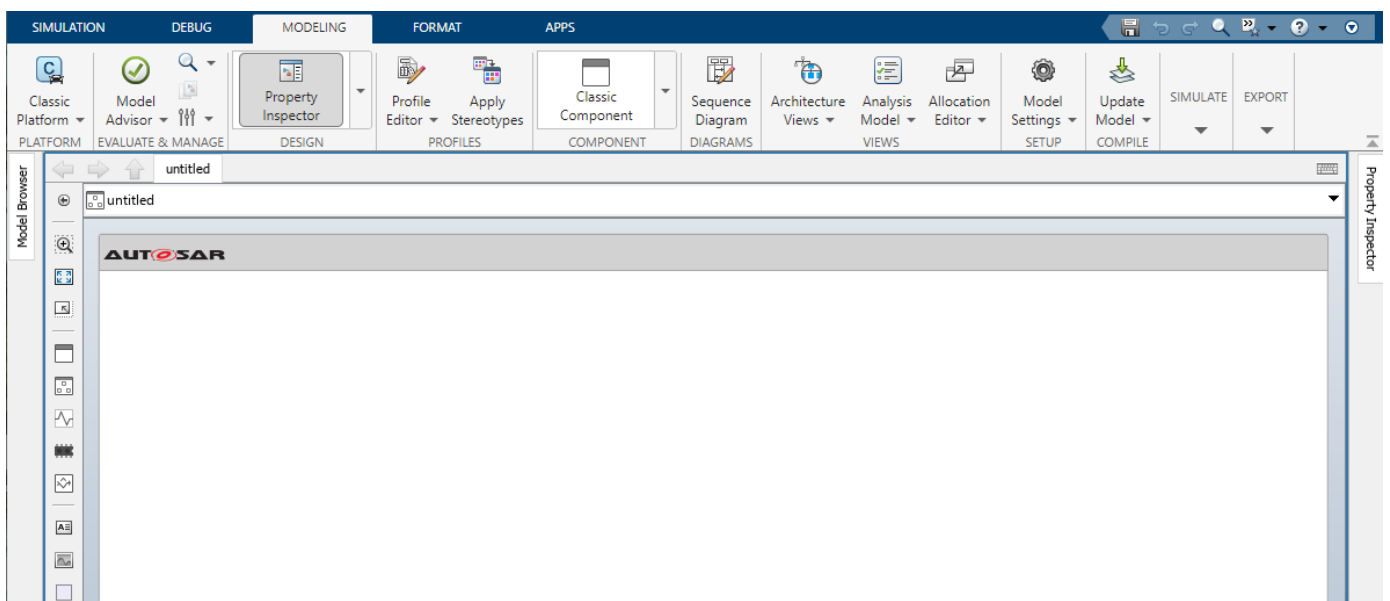 SIMULATION DEBUG MODELING FORMAT APPS
Classic Platform
Model Advisor
Property Inspector
Profile Editor
Apply Stereotypes
Classic Component
Sequence Diagram
Architecture Views
Analysis Model
Allocation Editor
Model Settings
Update Model
SIMULATE
EXPORT
PLATFORM EVALUATE & MANAGE DESIGN PROFILES COMPONENT DIAGRAMS VIEWS SETUP COMPILE
Model Browser
untitled
untitled
AUTOSAR
Property Inspector